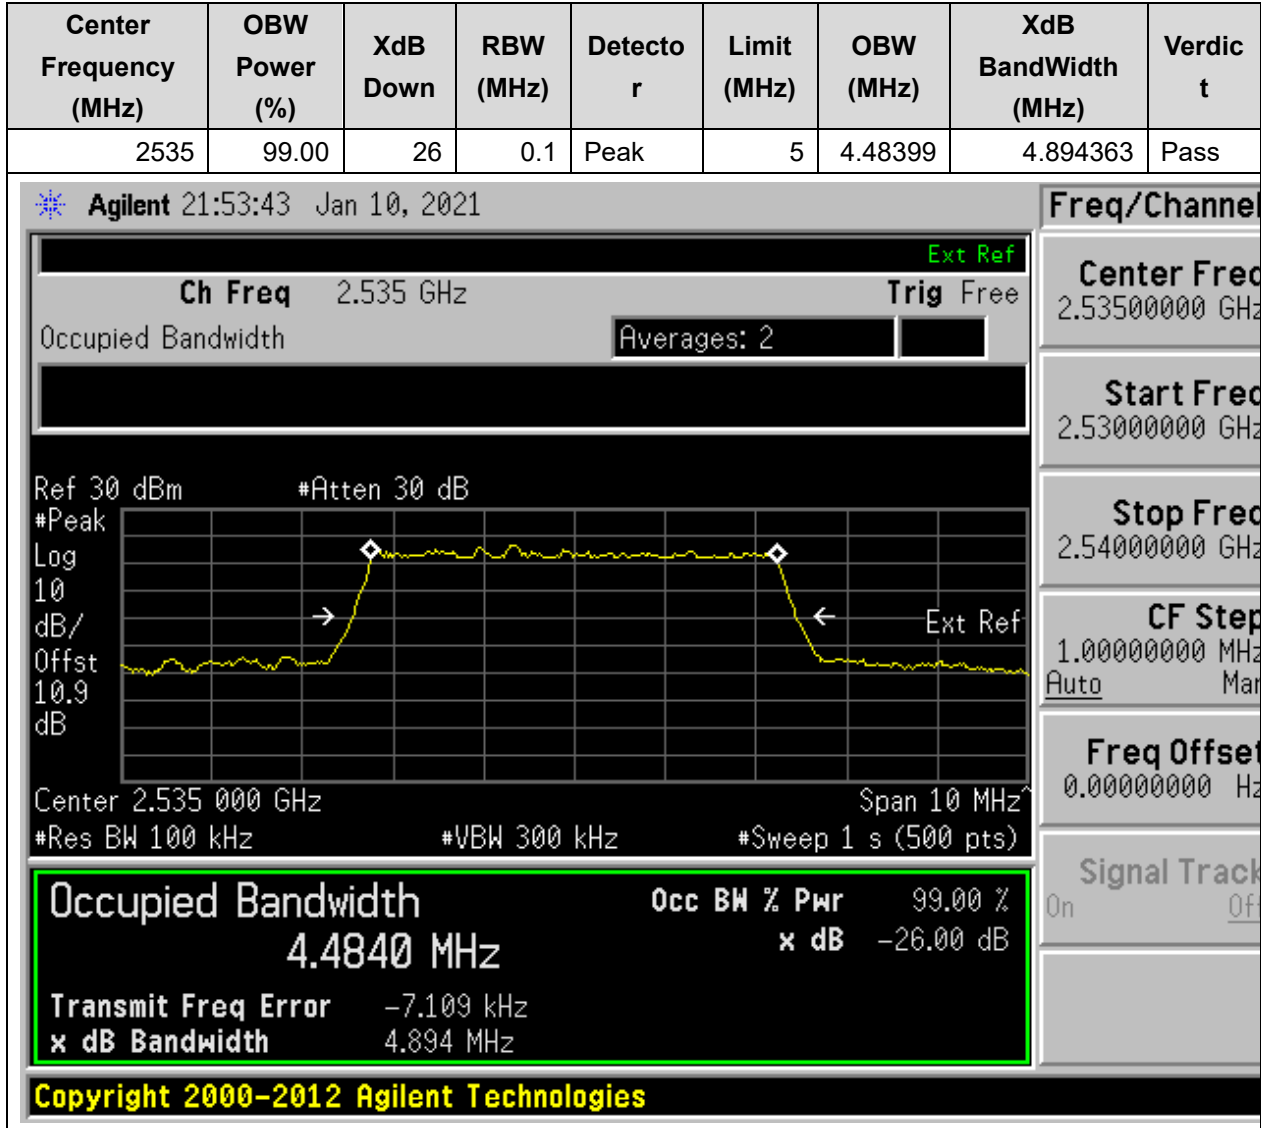 Center Frequency (MHz) OBW Power (%) XdB Down RBW (MHz) Detecto r Limit (MHz) OBW (MHz) XdB BandWidth (MHz) Verdic t
2535 99.00 26 0.1 Peak 5 4.48399 4.894363 Pass
Agilent 21:53:43 Jan 10, 2021
Freq/Channel
Ext Ref
Ch Freq 2.535 GHz Trig Free
Occupied Bandwidth Averages: 2
Center Freq
2.53500000 GHz
Start Freq
2.53000000 GHz
Stop Freq
2.54000000 GHz
CF Step
1.00000000 MHz
Auto Man
Freq Offset
0.00000000 Hz
Signal Track
On Off
Ref 30 dBm #Atten 30 dB
#Peak
Log
10
dB/
Offst
10.9
dB
Ext Ref
Center 2.535 000 GHz Span 10 MHz^
#Res BW 100 kHz #VBW 300 kHz #Sweep 1 s (500 pts)
Occupied Bandwidth Occ BW % Pwr 99.00 %
4.4840 MHz x dB -26.00 dB
Transmit Freq Error -7.109 kHz
x dB Bandwidth 4.894 MHz
Copyright 2000-2012 Agilent Technologies